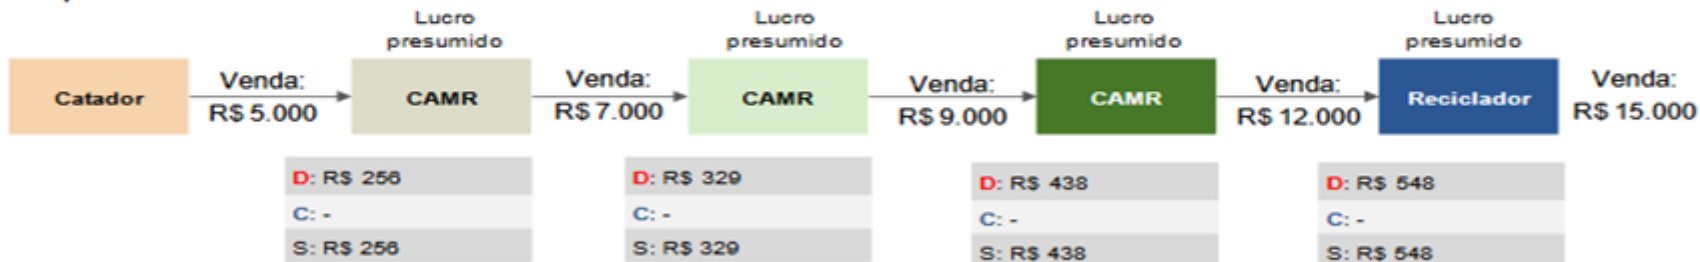 Lucro
presumido
Lucro
presumido
Lucro
presumido
Lucro
presumido
Catador
Venda:
R$ 5.000
CAMR
Venda:
R$ 7.000
CAMR
Venda:
R$ 9.000
CAMR
Venda:
R$ 12.000
Reciclador
Venda:
R$ 15.000
D: R$ 256
C: -
S: R$ 256
D: R$ 329
C: -
S: R$ 329
D: R$ 438
C: -
S: R$ 438
D: R$ 548
C: -
S: R$ 548